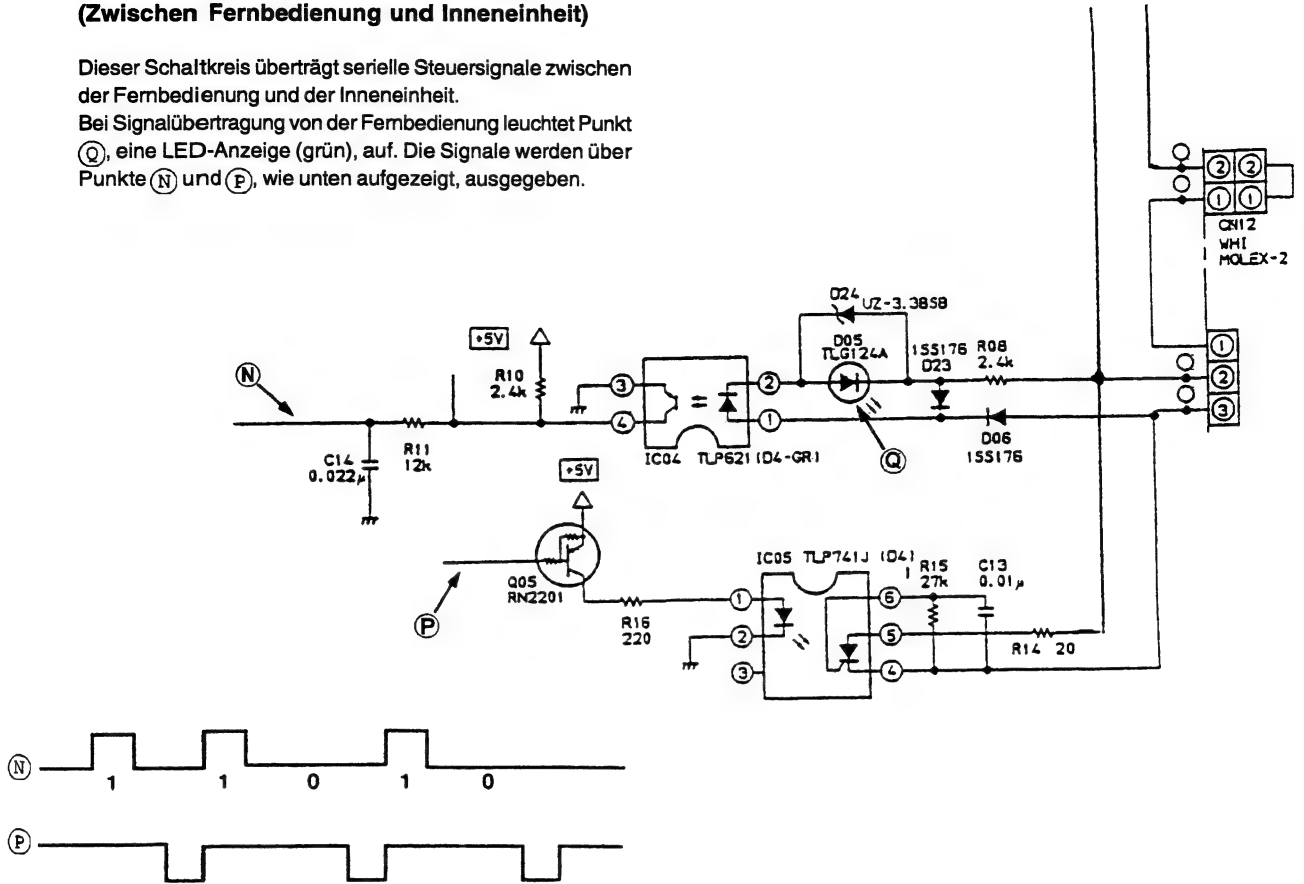 (Zwischen Fernbedienung und Inneneinheit)
Dieser Schaltkreis überträgt serielle Steuersignale zwischen
der Fernbedienung und der Inneneinheit.
Bei Signalübertragung von der Fernbedienung leuchtet Punkt
Ⓠ, eine LED-Anzeige (grün), auf. Die Signale werden über
Punkte Ⓝ und Ⓟ, wie unten aufgezeigt, ausgegeben.
② ②
① ①
CN12
WHI
MOLEX-2
D24
UZ-3.3BSB
D05
TLG124A
1SS176
D23
R08
2.4k
①
②
③
+5V
R10
2.4k
Ⓝ
③
④
②
①
R11
12k
C14
0.022μ
IC04 TLP621 (D4-GR)
Ⓠ
D06
1SS176
+5V
Q05
RN2201
Ⓟ
R16
220
IC05 TLP741J (D4)
R15
27k
C13
0.01μ
①
②
③
⑥
⑤
④
R14 20
Ⓝ
1 1 0 1 0
Ⓟ